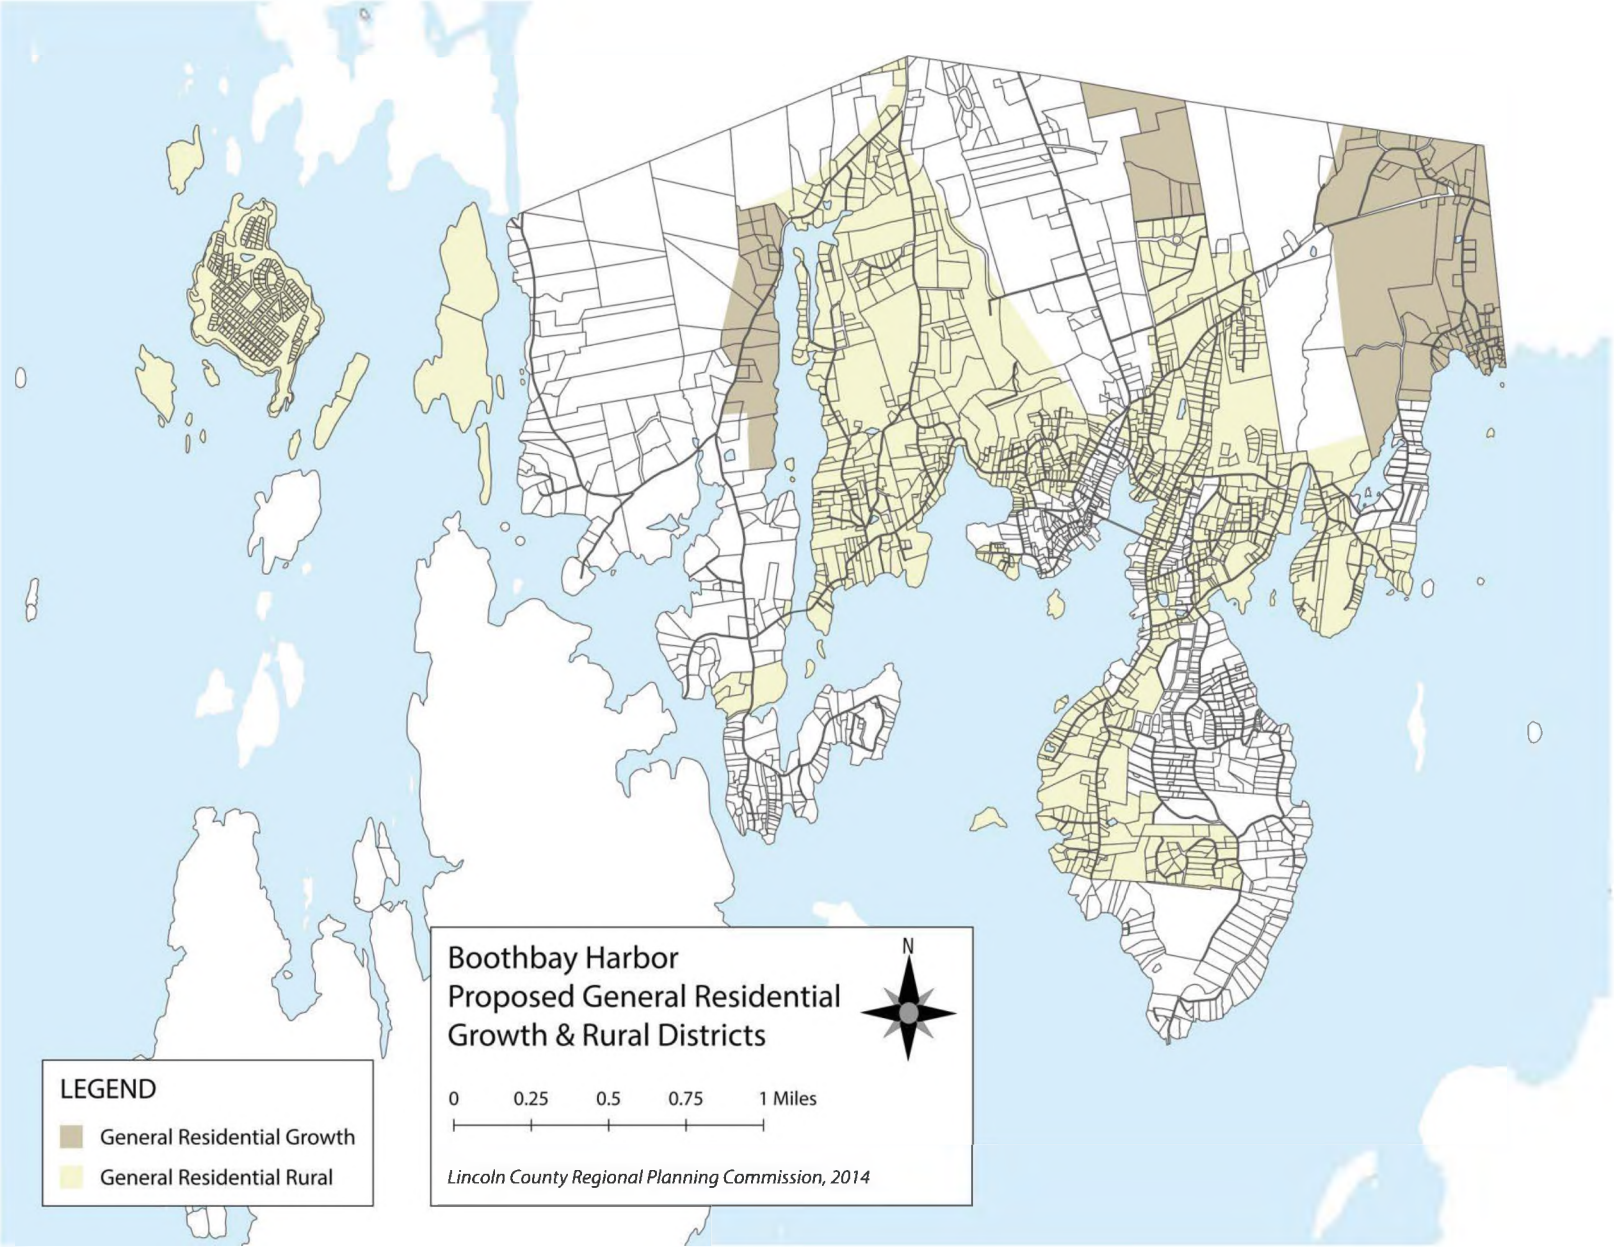 Boothbay Harbor
Proposed General Residential
Growth & Rural Districts
N
0 0.25 0.5 0.75 1 Miles
Lincoln County Regional Planning Commission, 2014
LEGEND
General Residential Growth
General Residential Rural